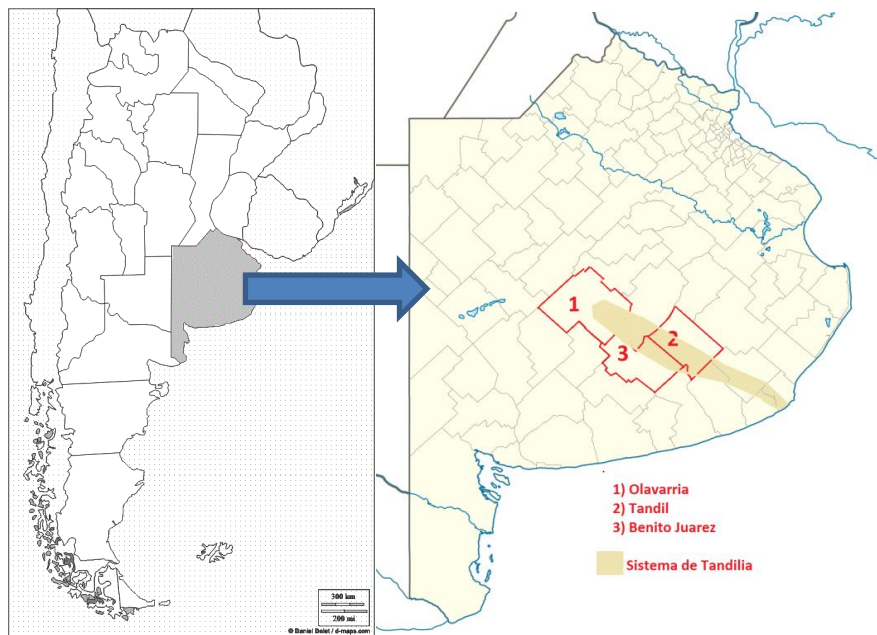 300 km
200 mi
© Daniel Dalet / d-maps.com
1
2
3
1) Olavarria
2) Tandil
3) Benito Juarez
Sistema de Tandilia